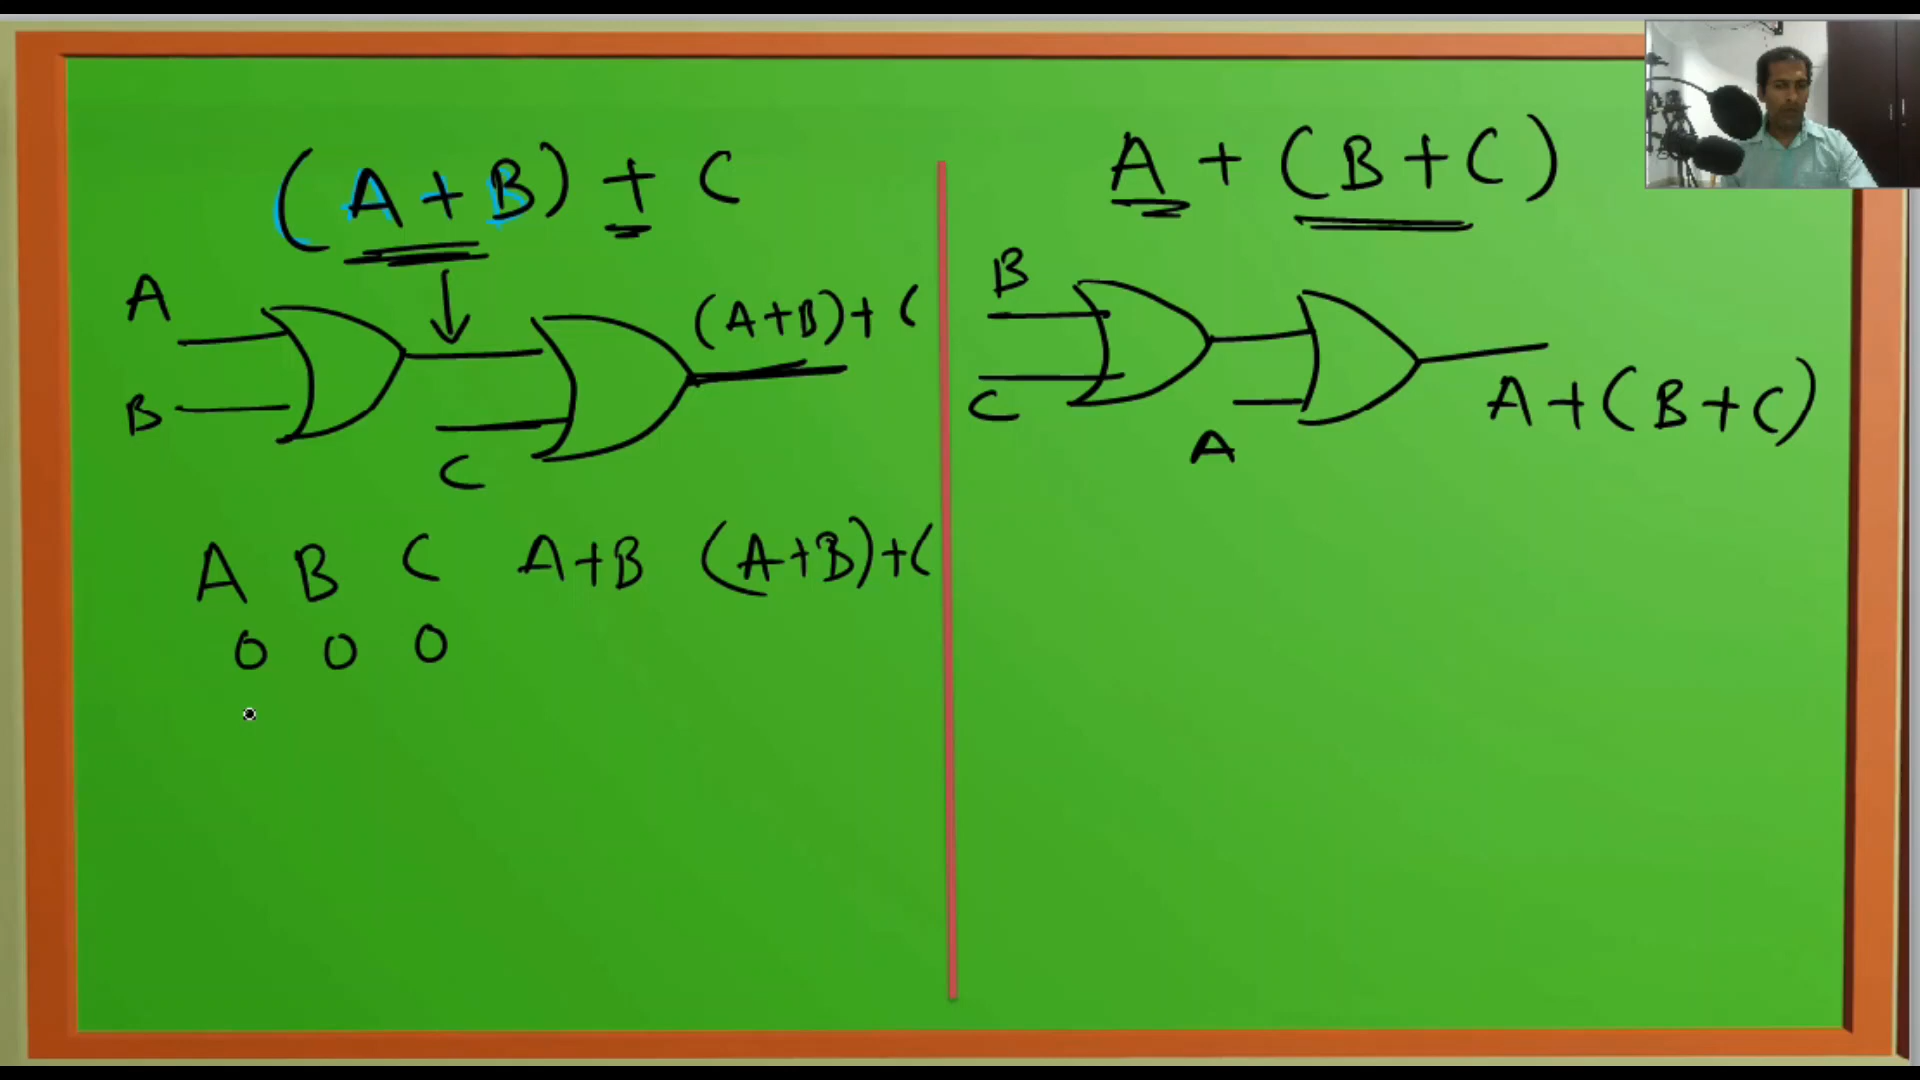 (A+B) + C
A
B
C
(A+B)+C
A B C A+B (A+B)+C
0 0 0
A + (B+C)
B
C
A
A+(B+C)